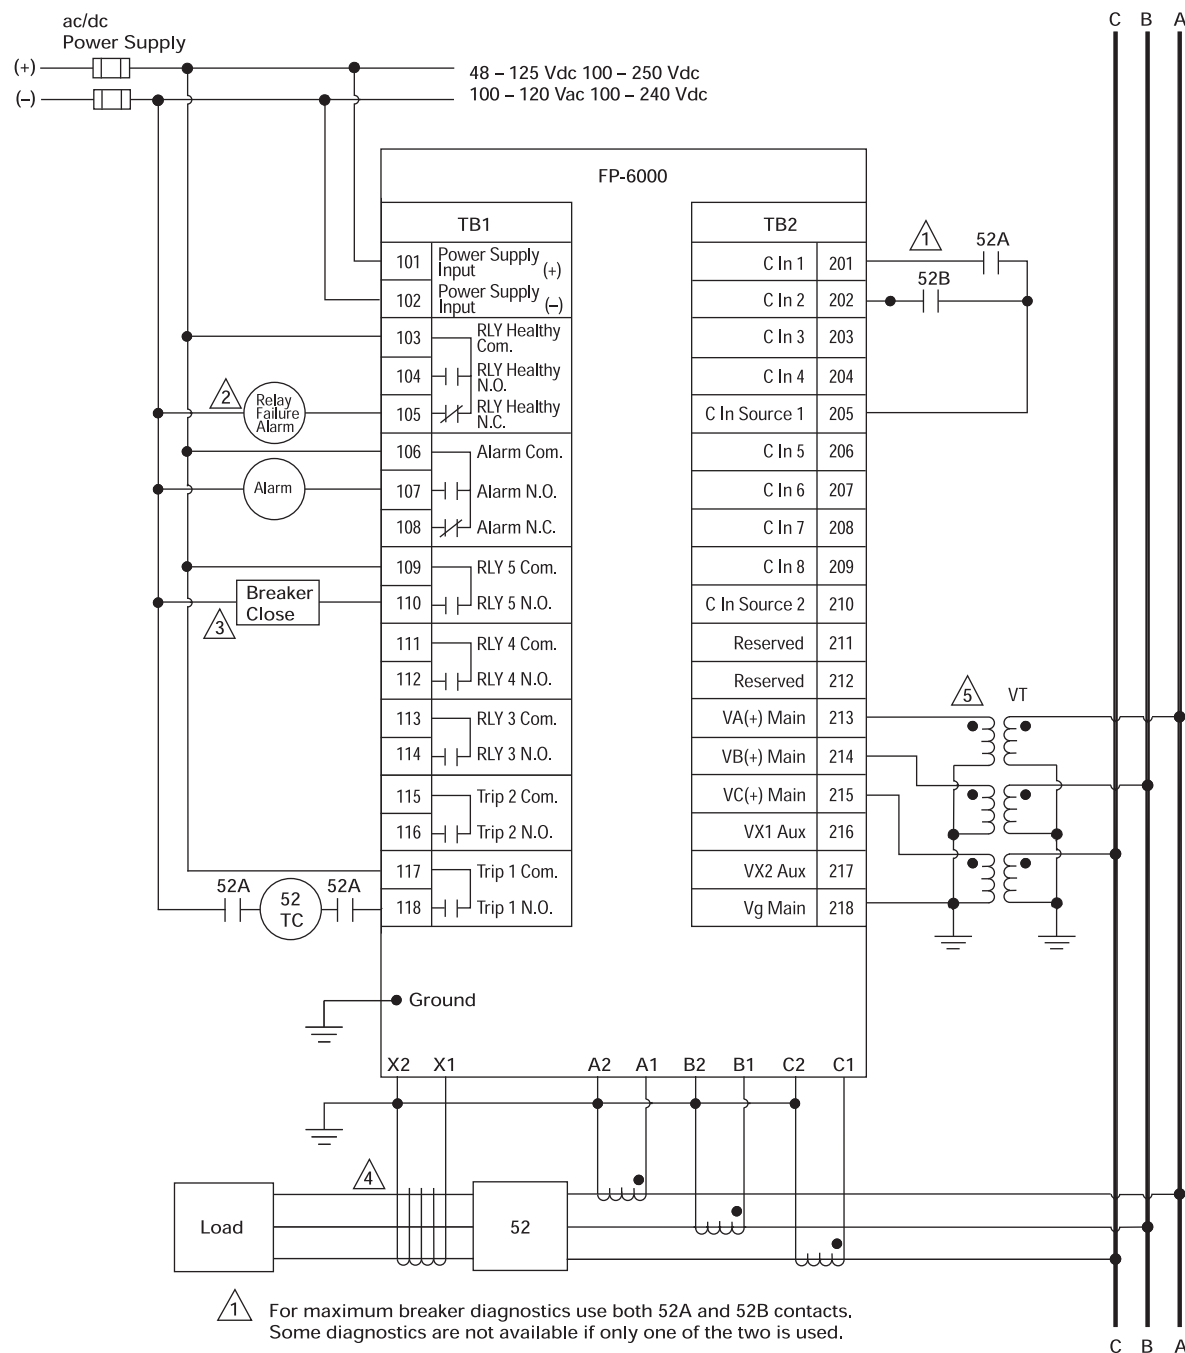 ac/dc
Power Supply
C B A
(+)
48 – 125 Vdc 100 – 250 Vdc
(–)
100 – 120 Vac 100 – 240 Vdc
FP-6000
TB1
101 Power Supply
Input (+)
102 Power Supply
Input (–)
103 RLY Healthy
Com.
104 RLY Healthy
N.O.
105 RLY Healthy
N.C.
106 Alarm Com.
107 Alarm N.O.
108 Alarm N.C.
109 RLY 5 Com.
110 RLY 5 N.O.
111 RLY 4 Com.
112 RLY 4 N.O.
113 RLY 3 Com.
114 RLY 3 N.O.
115 Trip 2 Com.
116 Trip 2 N.O.
117 Trip 1 Com.
118 Trip 1 N.O.
2
Relay
Failure
Alarm
Alarm
Breaker
Close
3
52A
52
TC
52A
TB2
C In 1 201
C In 2 202
C In 3 203
C In 4 204
C In Source 1 205
C In 5 206
C In 6 207
C In 7 208
C In 8 209
C In Source 2 210
Reserved 211
Reserved 212
VA(+) Main 213
VB(+) Main 214
VC(+) Main 215
VX1 Aux 216
VX2 Aux 217
Vg Main 218
1
52A
52B
5
VT
Ground
X2 X1 A2 A1 B2 B1 C2 C1
4
Load
52
1 For maximum breaker diagnostics use both 52A and 52B contacts.
Some diagnostics are not available if only one of the two is used.
C B A